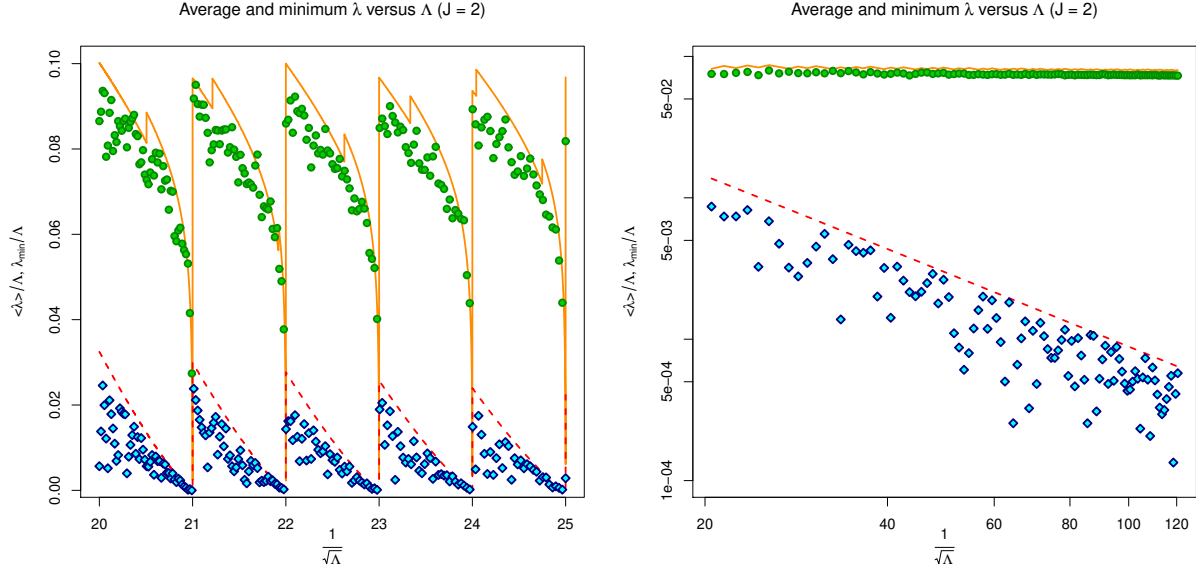 Average and minimum λ versus Λ (J = 2)
<λ>/Λ, λmin/Λ
0.10
0.08
0.06
0.04
0.02
0.00
20 21 22 23 24 25
1/√Λ
Average and minimum λ versus Λ (J = 2)
<λ>/Λ, λmin/Λ
5e−02
5e−03
5e−04
1e−04
20 40 60 80 100 120
1/√Λ